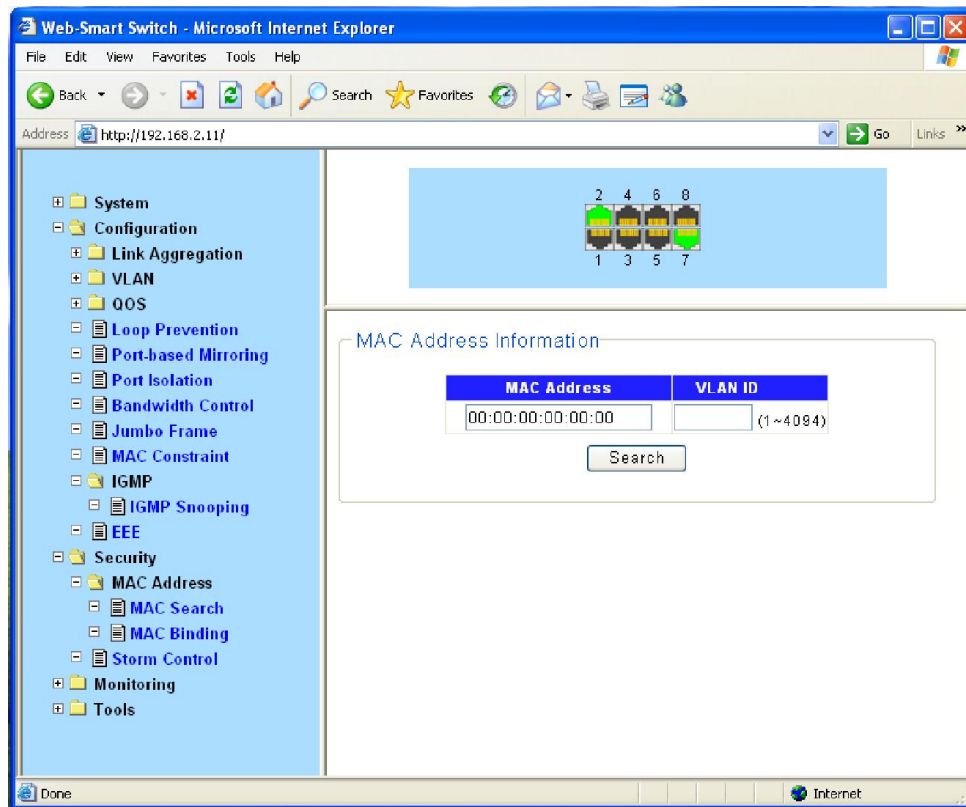 Web-Smart Switch - Microsoft Internet Explorer
File Edit View Favorites Tools Help
Back Search Favorites
Address http://192.168.2.11/ Go Links »
System
Configuration
Link Aggregation
VLAN
QOS
Loop Prevention
Port-based Mirroring
Port Isolation
Bandwidth Control
Jumbo Frame
MAC Constraint
IGMP
IGMP Snooping
EEE
Security
MAC Address
MAC Search
MAC Binding
Storm Control
Monitoring
Tools
2 4 6 8
1 3 5 7
MAC Address Information
MAC Address VLAN ID
00:00:00:00:00:00 (1~4094)
Search
Done Internet